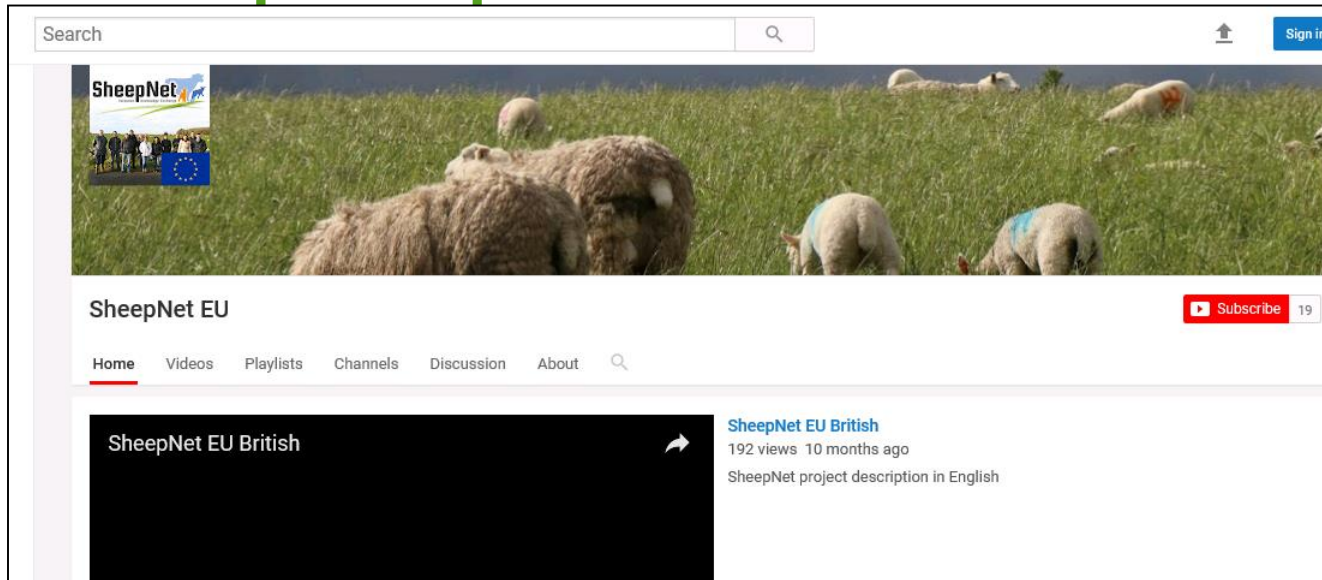 Search
Sign in
SheepNet
SheepNet EU
Subscribe 19
Home Videos Playlists Channels Discussion About
SheepNet EU British
SheepNet EU British
192 views 10 months ago
SheepNet project description in English